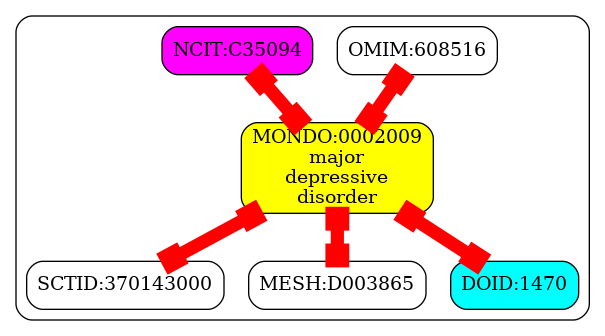 NCIT:C35094
OMIM:608516
MONDO:0002009
major
depressive
disorder
SCTID:370143000
MESH:D003865
DOID:1470